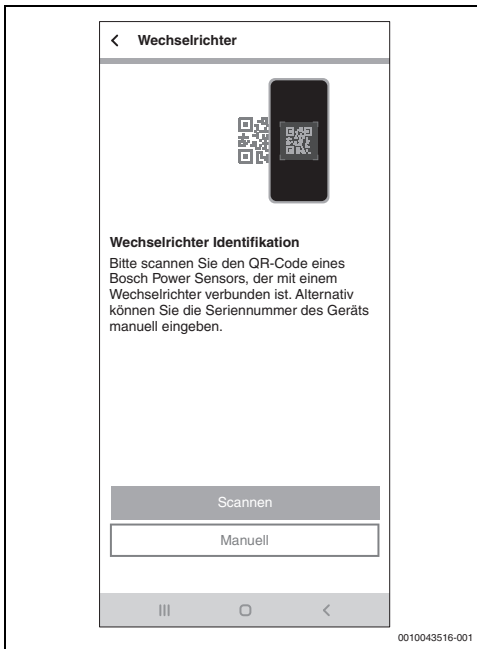 Wechselrichter
Wechselrichter Identifikation
Bitte scannen Sie den QR-Code eines
Bosch Power Sensors, der mit einem
Wechselrichter verbunden ist. Alternativ
können Sie die Seriennummer des Geräts
manuell eingeben.
Scannen
Manuell
0010043516-001